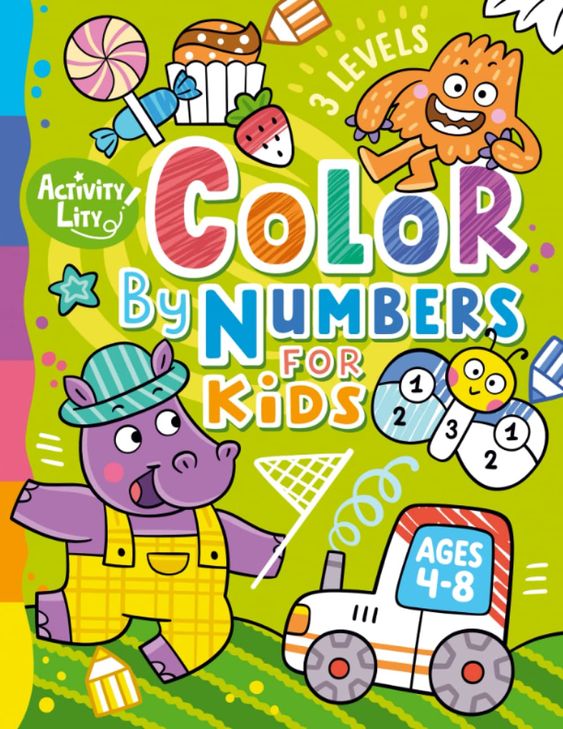 3 LEVELS
ACTIVITY
LITY!
COLOR
By NUMBERS
FOR
KiDS
1
2
3
1
2
AGES
4-8